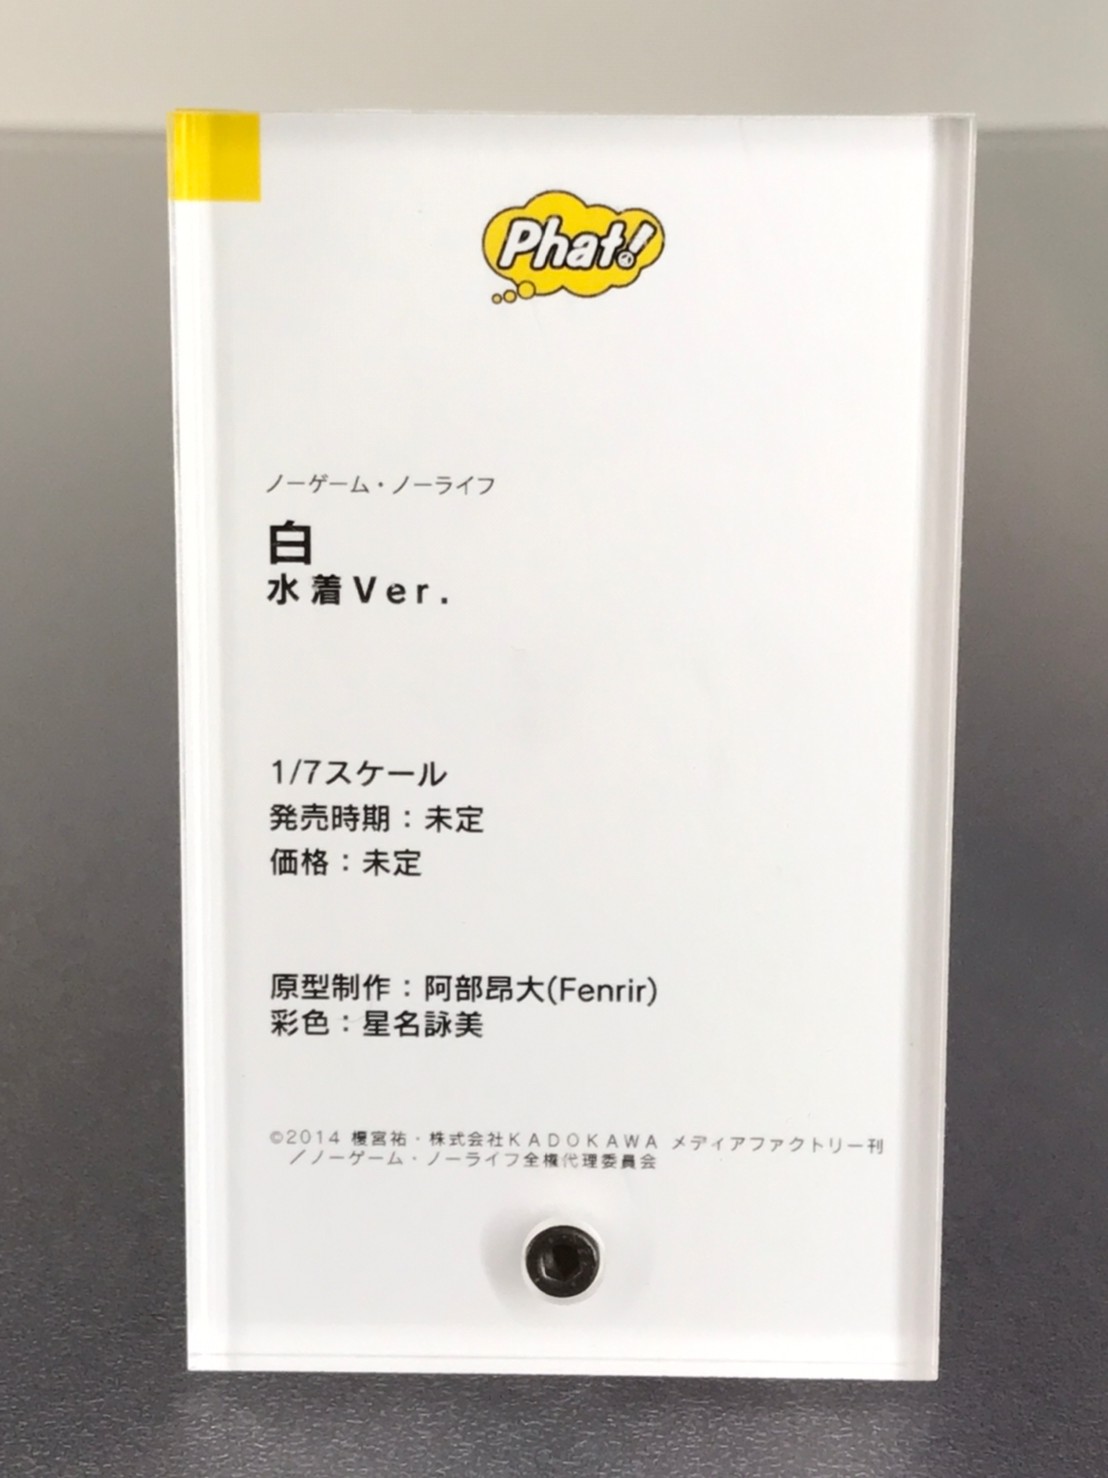 Phat!
ノーゲーム・ノーライフ
白
水着Ver.
1/7スケール
発売時期：未定
価格：未定
原型制作：阿部昂大(Fenrir)
彩色：星名詠美
©2014 榎宮祐・株式会社KADOKAWA メディアファクトリー刊
／ノーゲーム・ノーライフ全権代理委員会